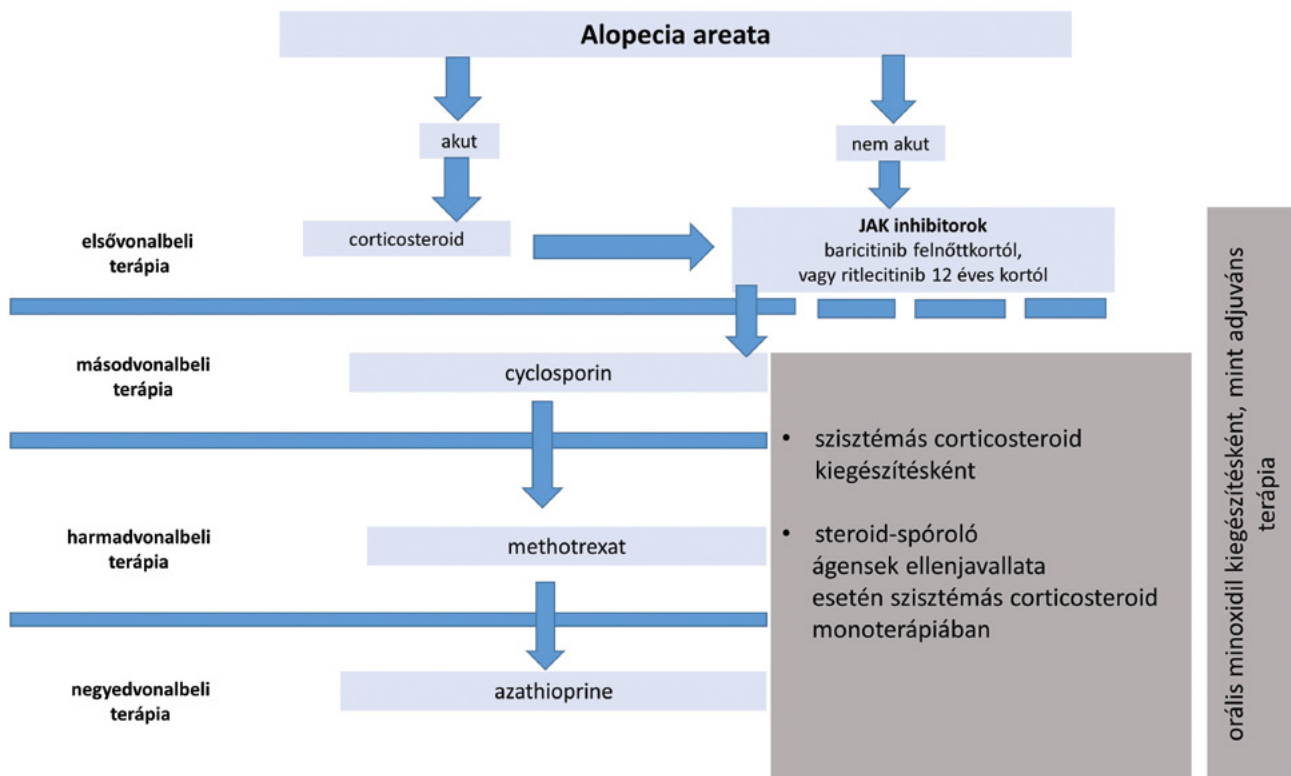 Alopecia areata
akut
nem akut
elsővonalbeli
terápia
corticosteroid
JAK inhibitorok
baricitinib felnőttkortól,
vagy ritlecitinib 12 éves kortól
másodvonalbeli
terápia
cyclosporin
• szisztémás corticosteroid
kiegészítésként
• steroid-spóroló
ágensek ellenjavallata
esetén szisztémás corticosteroid
monoterápiában
harmadvonalbeli
terápia
methotrexat
negyedvonalbeli
terápia
azathioprine
orális minoxidil kiegészítésként, mint adjuváns
terápia